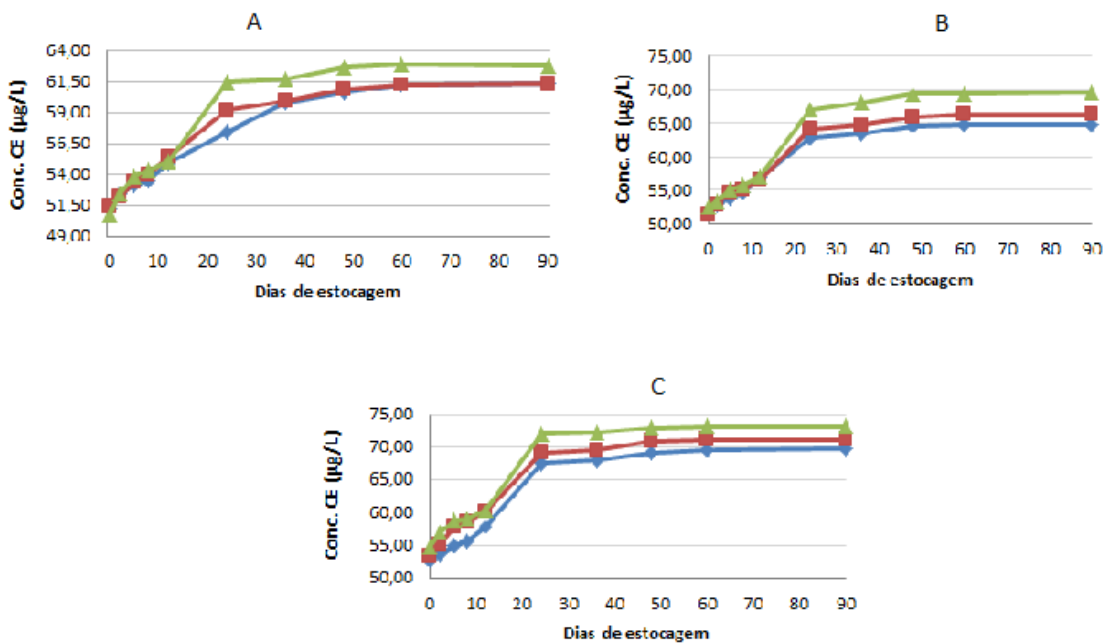 A
Conc. CE (µg/L)
64,00
61,50
59,00
56,50
54,00
51,50
49,00
0 10 20 30 40 50 60 70 80 90
Dias de estocagem
B
Conc. CE (µg/L)
75,00
70,00
65,00
60,00
55,00
50,00
0 10 20 30 40 50 60 70 80 90
Dias de estocagem
C
Conc. CE (µg/L)
75,00
70,00
65,00
60,00
55,00
50,00
0 10 20 30 40 50 60 70 80 90
Dias de estocagem